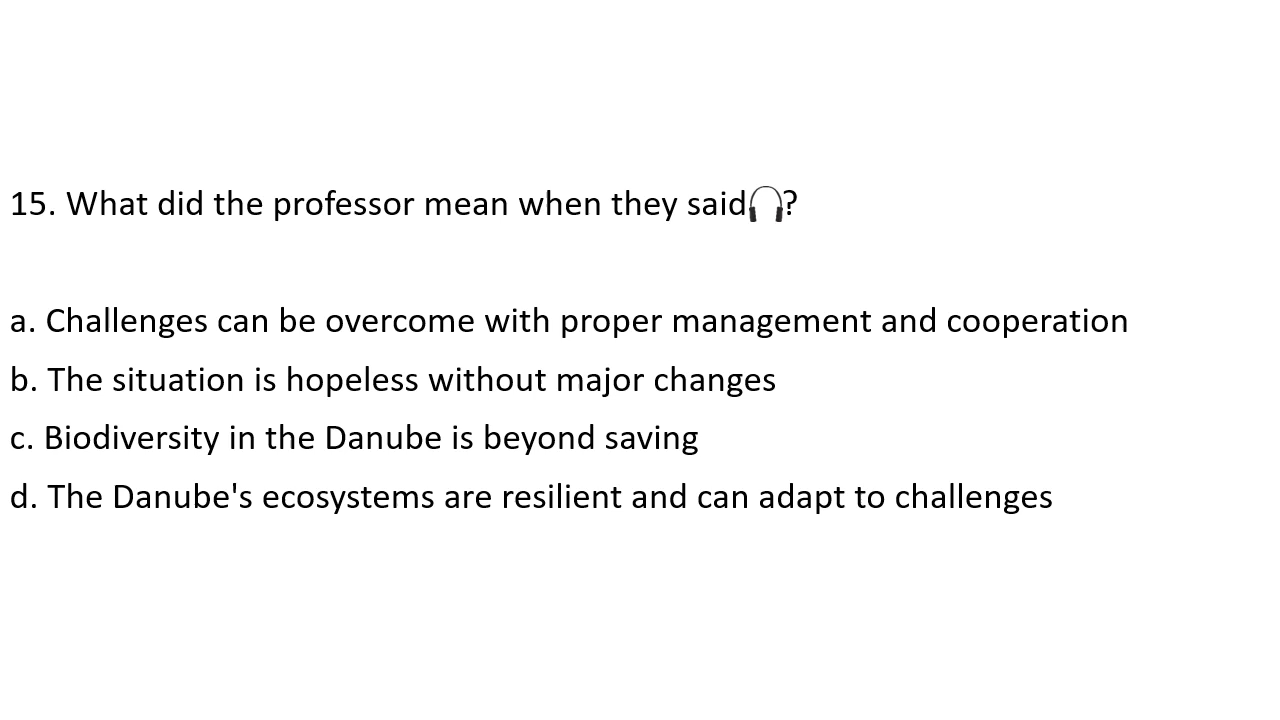 15. What did the professor mean when they said🎧?
a. Challenges can be overcome with proper management and cooperation
b. The situation is hopeless without major changes
c. Biodiversity in the Danube is beyond saving
d. The Danube's ecosystems are resilient and can adapt to challenges